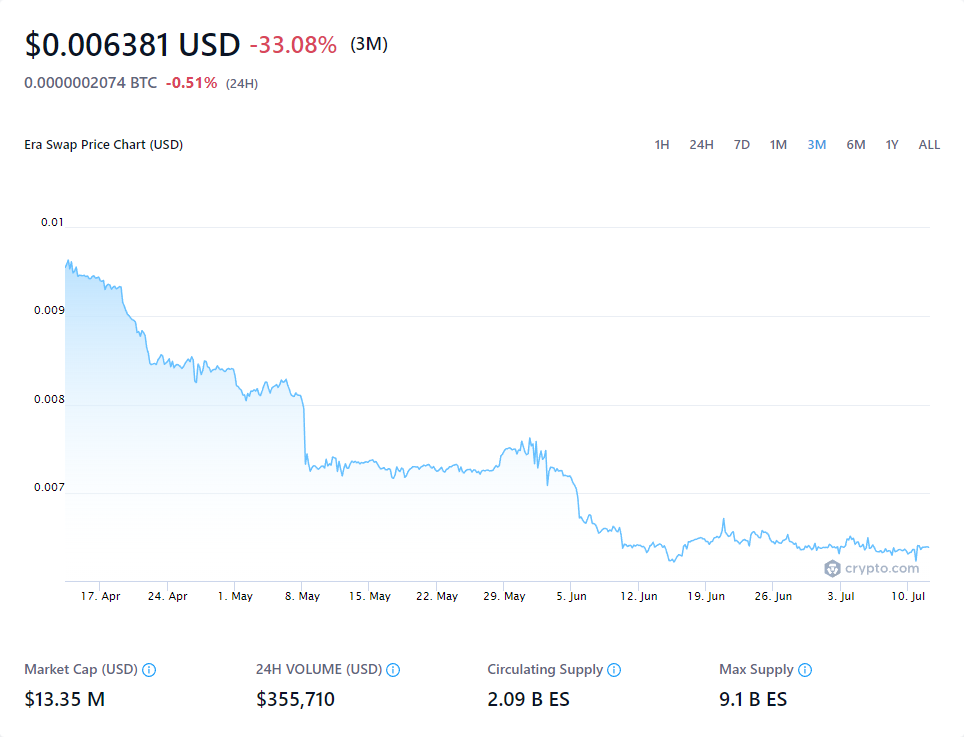 $0.006381 USD -33.08% (3M)
0.0000002074 BTC -0.51% (24H)
Era Swap Price Chart (USD) 1H 24H 7D 1M 3M 6M 1Y ALL
0.01
0.009
0.008
0.007
crypto.com
17. Apr 24. Apr 1. May 8. May 15. May 22. May 29. May 5. Jun 12. Jun 19. Jun 26. Jun 3. Jul 10. Jul
Market Cap (USD) 24H VOLUME (USD) Circulating Supply Max Supply
$13.35 M $355,710 2.09 B ES 9.1 B ES